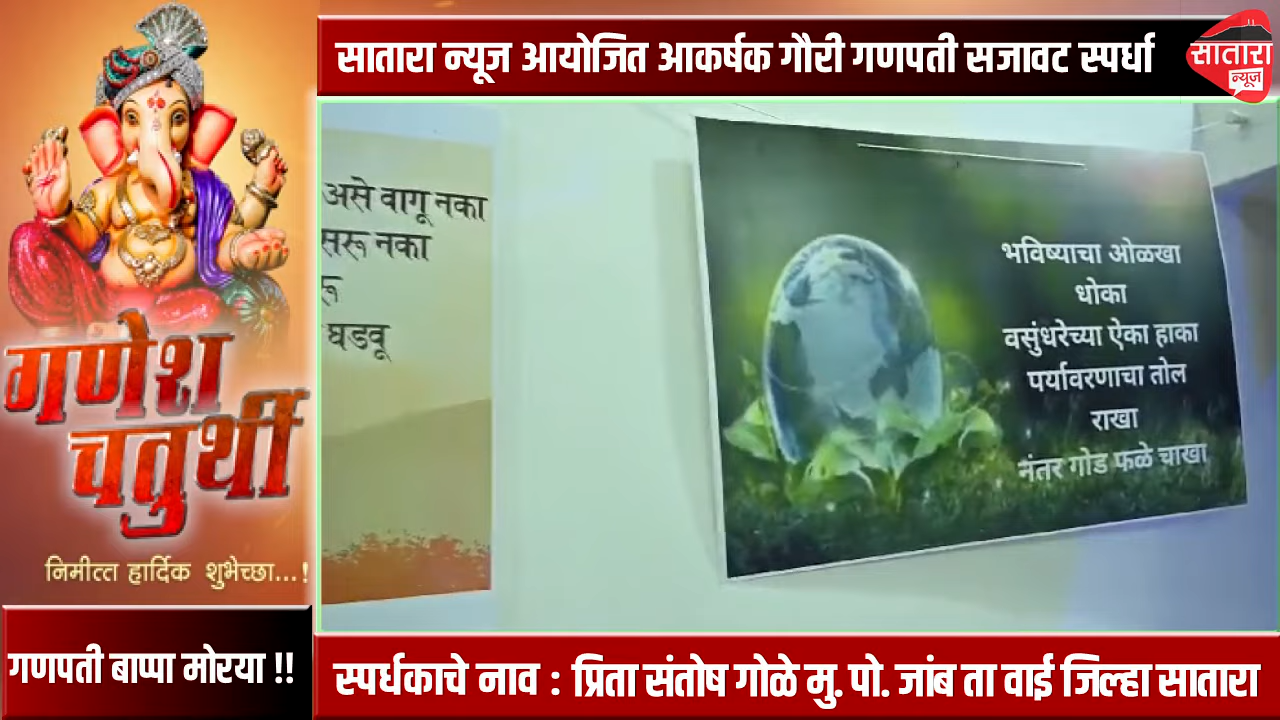 सातारा न्यूज आयोजित आकर्षक गौरी गणपती सजावट स्पर्धा
सातारा
न्यूज
असे वागू नका
सरू नका
रू
घडवू
भविष्याचा ओळखा
धोका
वसुंधरेच्या ऐका हाका
पर्यावरणाचा तोल
राखा
नंतर गोड फळे चाखा
गणेश
चतुर्थी
निमीत्त हार्दिक शुभेच्छा...!
गणपती बाप्पा मोरया !!
स्पर्धकाचे नाव : प्रिता संतोष गोळे मु. पो. जांब ता वाई जिल्हा सातारा